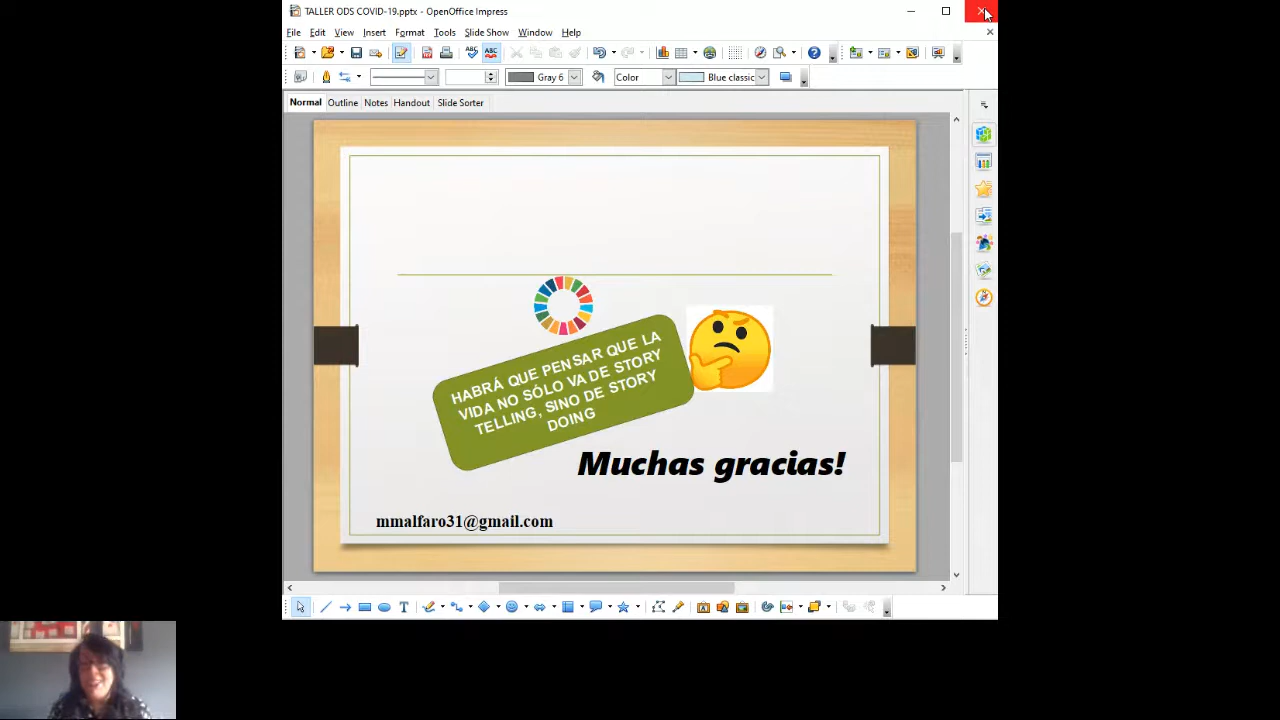 TALLER ODS COVID-19.pptx - OpenOffice Impress
File Edit View Insert Format Tools Slide Show Window Help
Gray 6 Color Blue classic
Normal Outline Notes Handout Slide Sorter
HABRÁ QUE PENSAR QUE LA
VIDA NO SÓLO VA DE STORY
TELLING, SINO DE STORY
DOING
Muchas gracias!
mmalfaro31@gmail.com